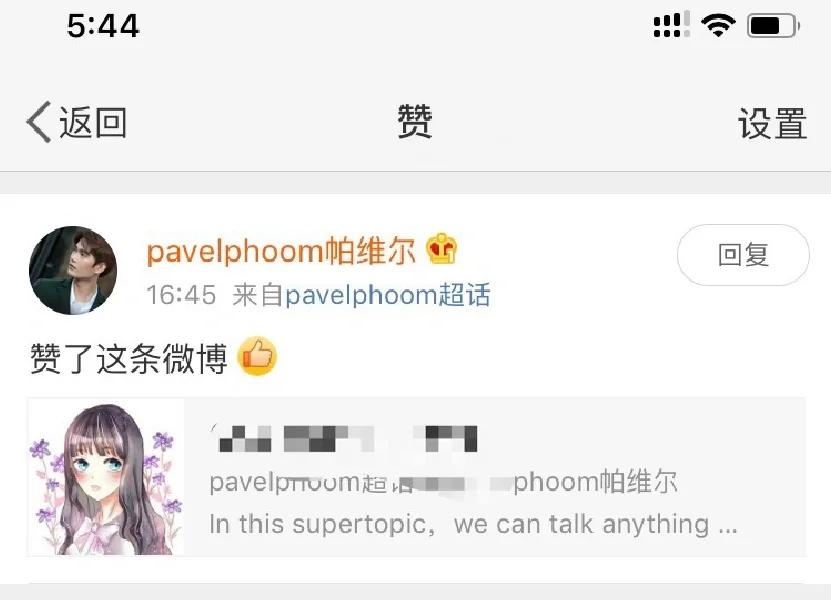 5:44
返回
赞
设置
pavelphoom帕维尔
回复
16:45 来自pavelphoom超话
赞了这条微博
pavelphoom超话 phoom帕维尔
In this supertopic，we can talk anything ...